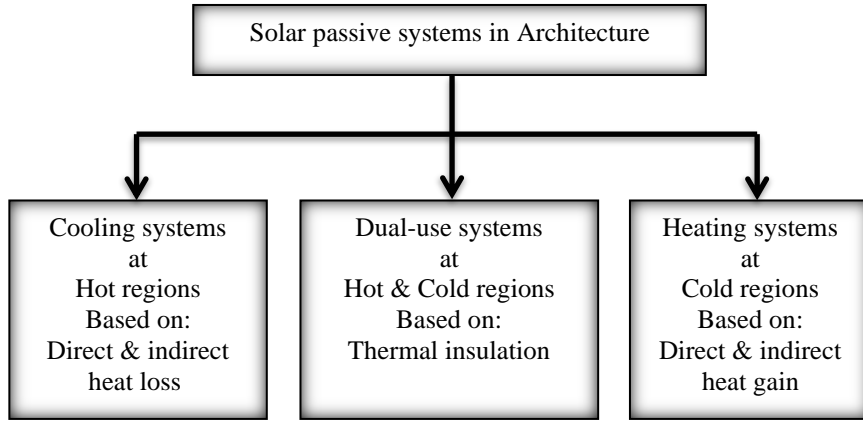 Solar passive systems in Architecture
Cooling systems
at
Hot regions
Based on:
Direct & indirect
heat loss
Dual-use systems
at
Hot & Cold regions
Based on:
Thermal insulation
Heating systems
at
Cold regions
Based on:
Direct & indirect
heat gain